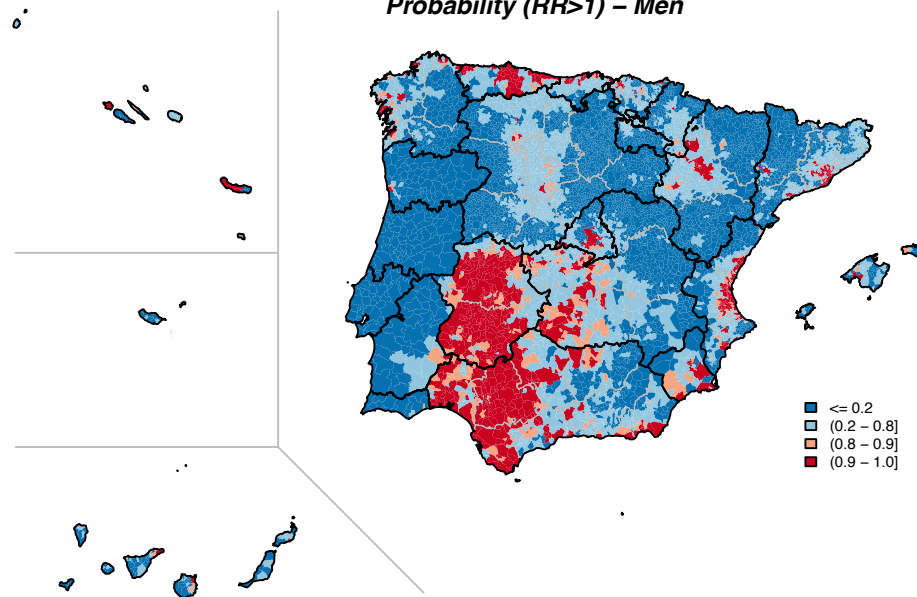 Probability (RR>1) – Men
<= 0.2
(0.2 – 0.8]
(0.8 – 0.9]
(0.9 – 1.0]